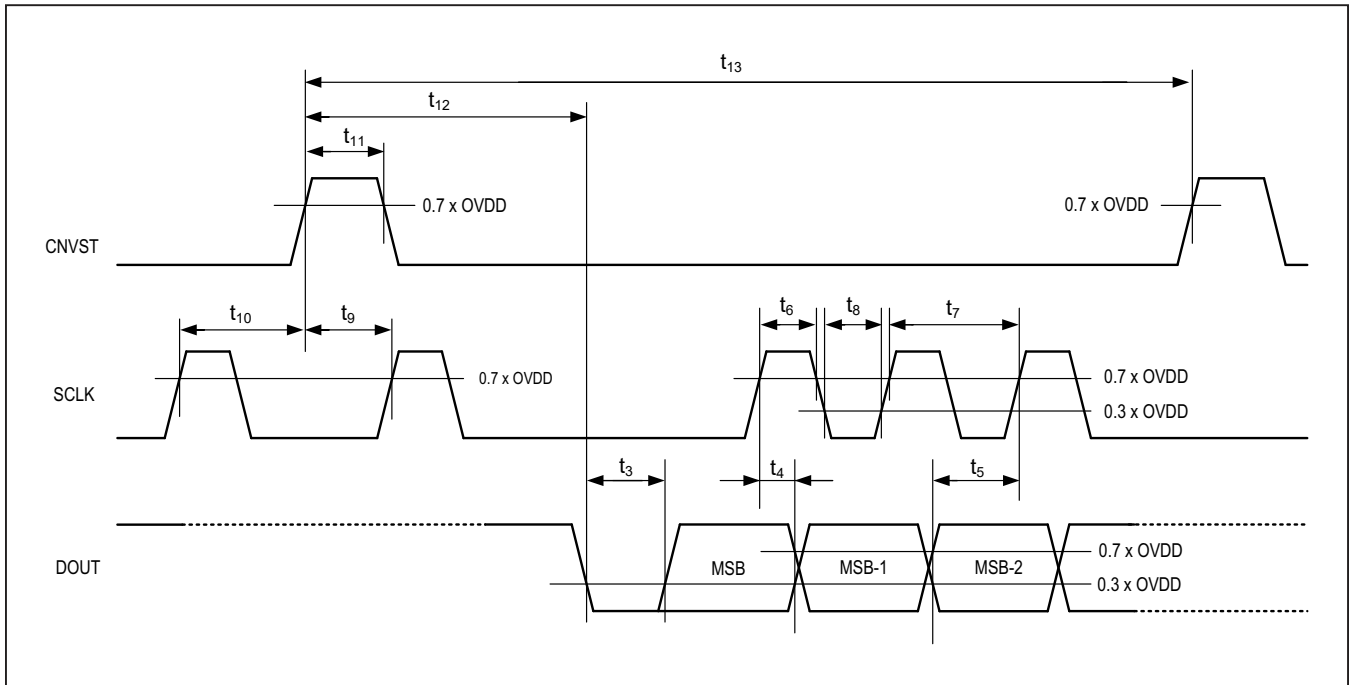 t13
t12
t11
0.7 x OVDD
0.7 x OVDD
CNVST
t10
t9
t6
t8
t7
0.7 x OVDD
0.7 x OVDD
SCLK
0.3 x OVDD
t3
t4
t5
0.7 x OVDD
DOUT
MSB
MSB-1
MSB-2
0.3 x OVDD